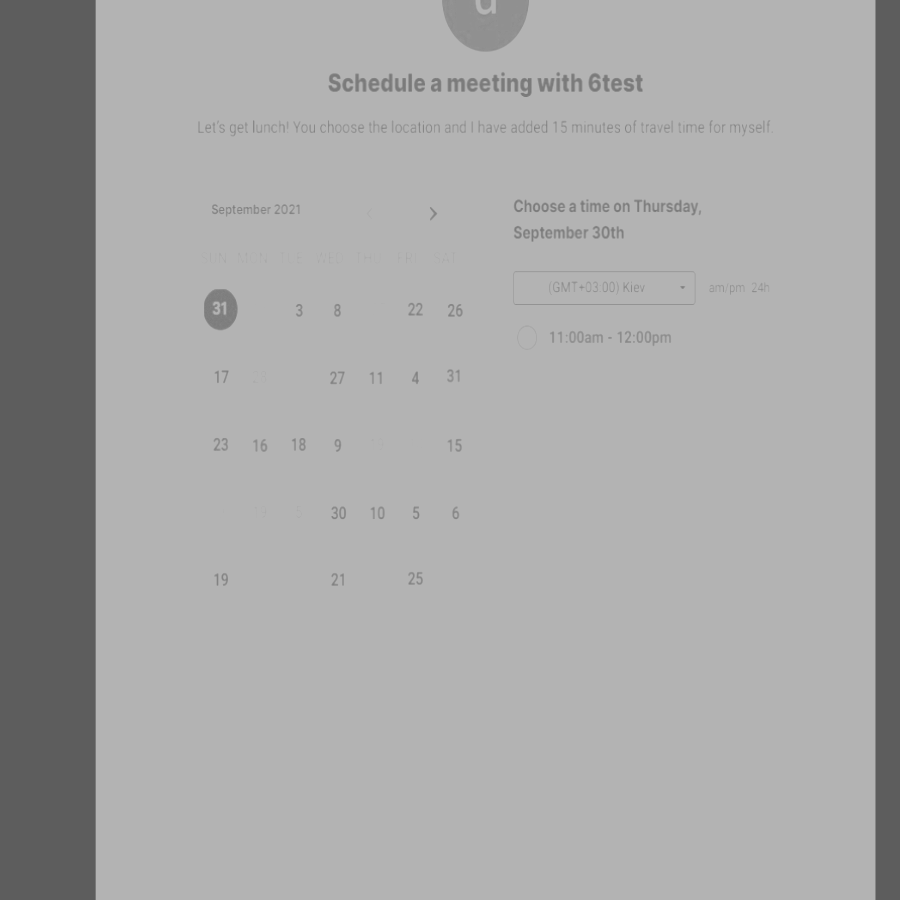 d
Schedule a meeting with 6test
Let's get lunch! You choose the location and I have added 15 minutes of travel time for myself.
September 2021
SUN MON TUE WED THU FRI SAT
31 3 8 22 26
17 27 11 4 31
23 16 18 9 15
30 10 5 6
19 21 25
Choose a time on Thursday,
September 30th
(GMT+03:00) Kiev am/pm 24h
11:00am - 12:00pm